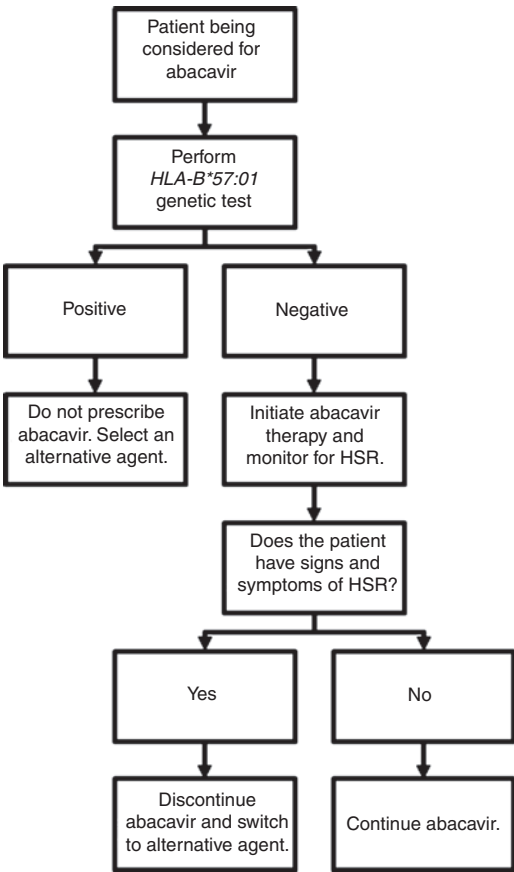 Patient being
considered for
abacavir
Perform
HLA-B*57:01
genetic test
Positive
Negative
Do not prescribe
abacavir. Select an
alternative agent.
Initiate abacavir
therapy and
monitor for HSR.
Does the patient
have signs and
symptoms of HSR?
Yes
No
Discontinue
abacavir and switch
to alternative agent.
Continue abacavir.